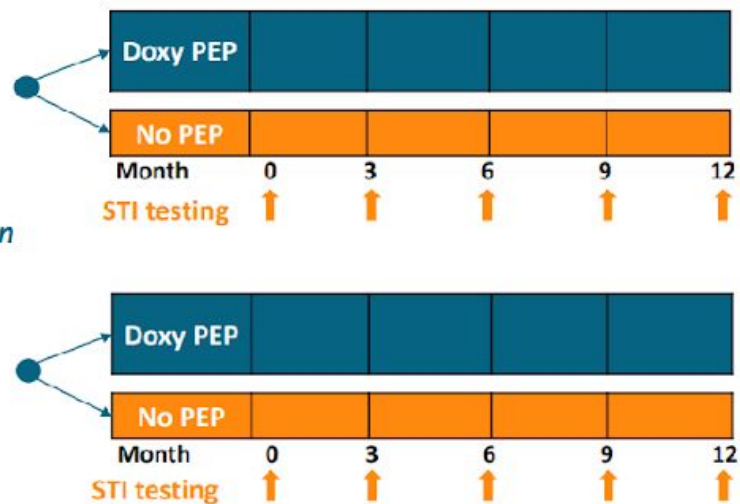 Doxy PEP
No PEP
Month 0 3 6 9 12
STI testing
n
Doxy PEP
No PEP
Month 0 3 6 9 12
STI testing